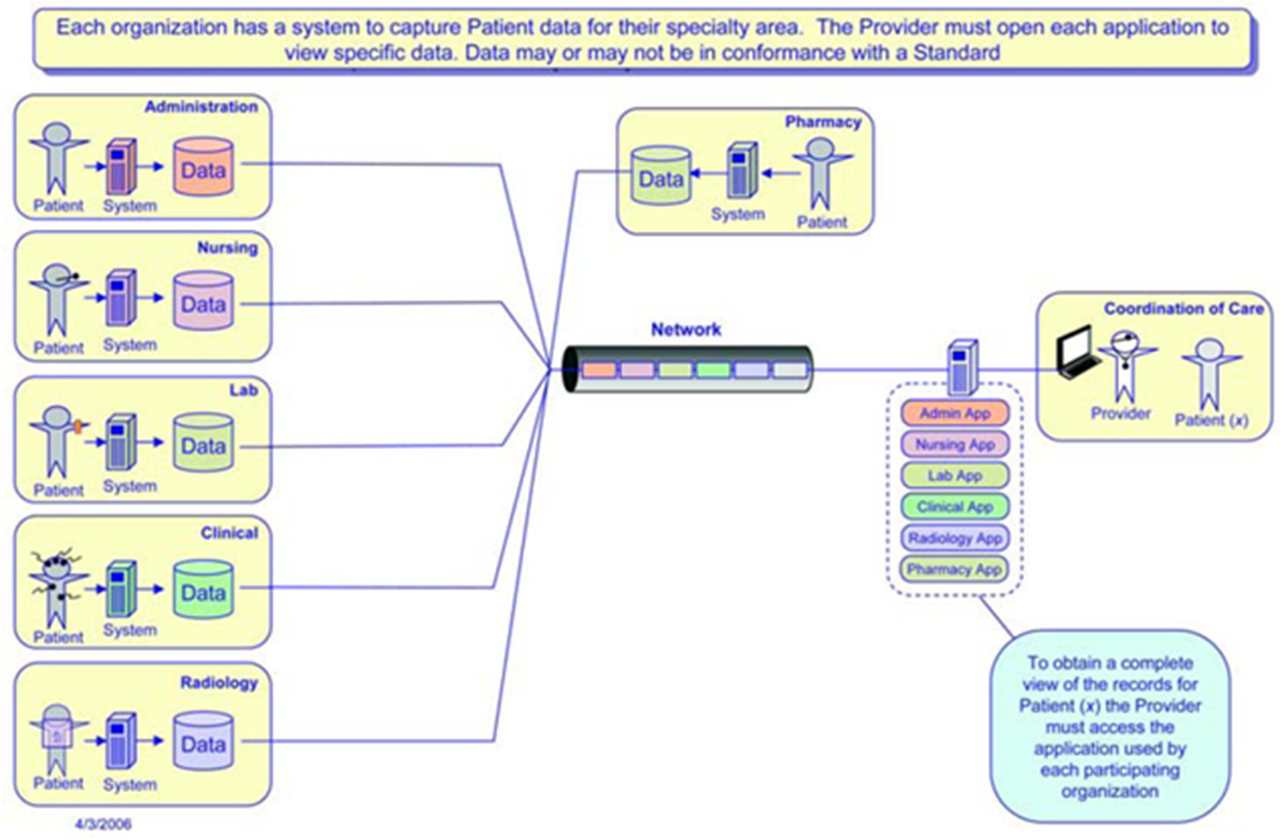 Each organization has a system to capture Patient data for their specialty area.  The Provider must open each application to
view specific data. Data may or may not be in conformance with a Standard
Administration
Data
Patient
System
Nursing
Data
Patient
System
Lab
Data
Patient
System
Clinical
Data
Patient
System
Radiology
Data
Patient
System
4/3/2006
Pharmacy
Data
System
Patient
Network
Coordination of Care
Provider
Patient (x)
Admin App
Nursing App
Lab App
Clinical App
Radiology App
Pharmacy App
To obtain a complete
view of the records for
Patient (x) the Provider
must access the
application used by
each participating
organization